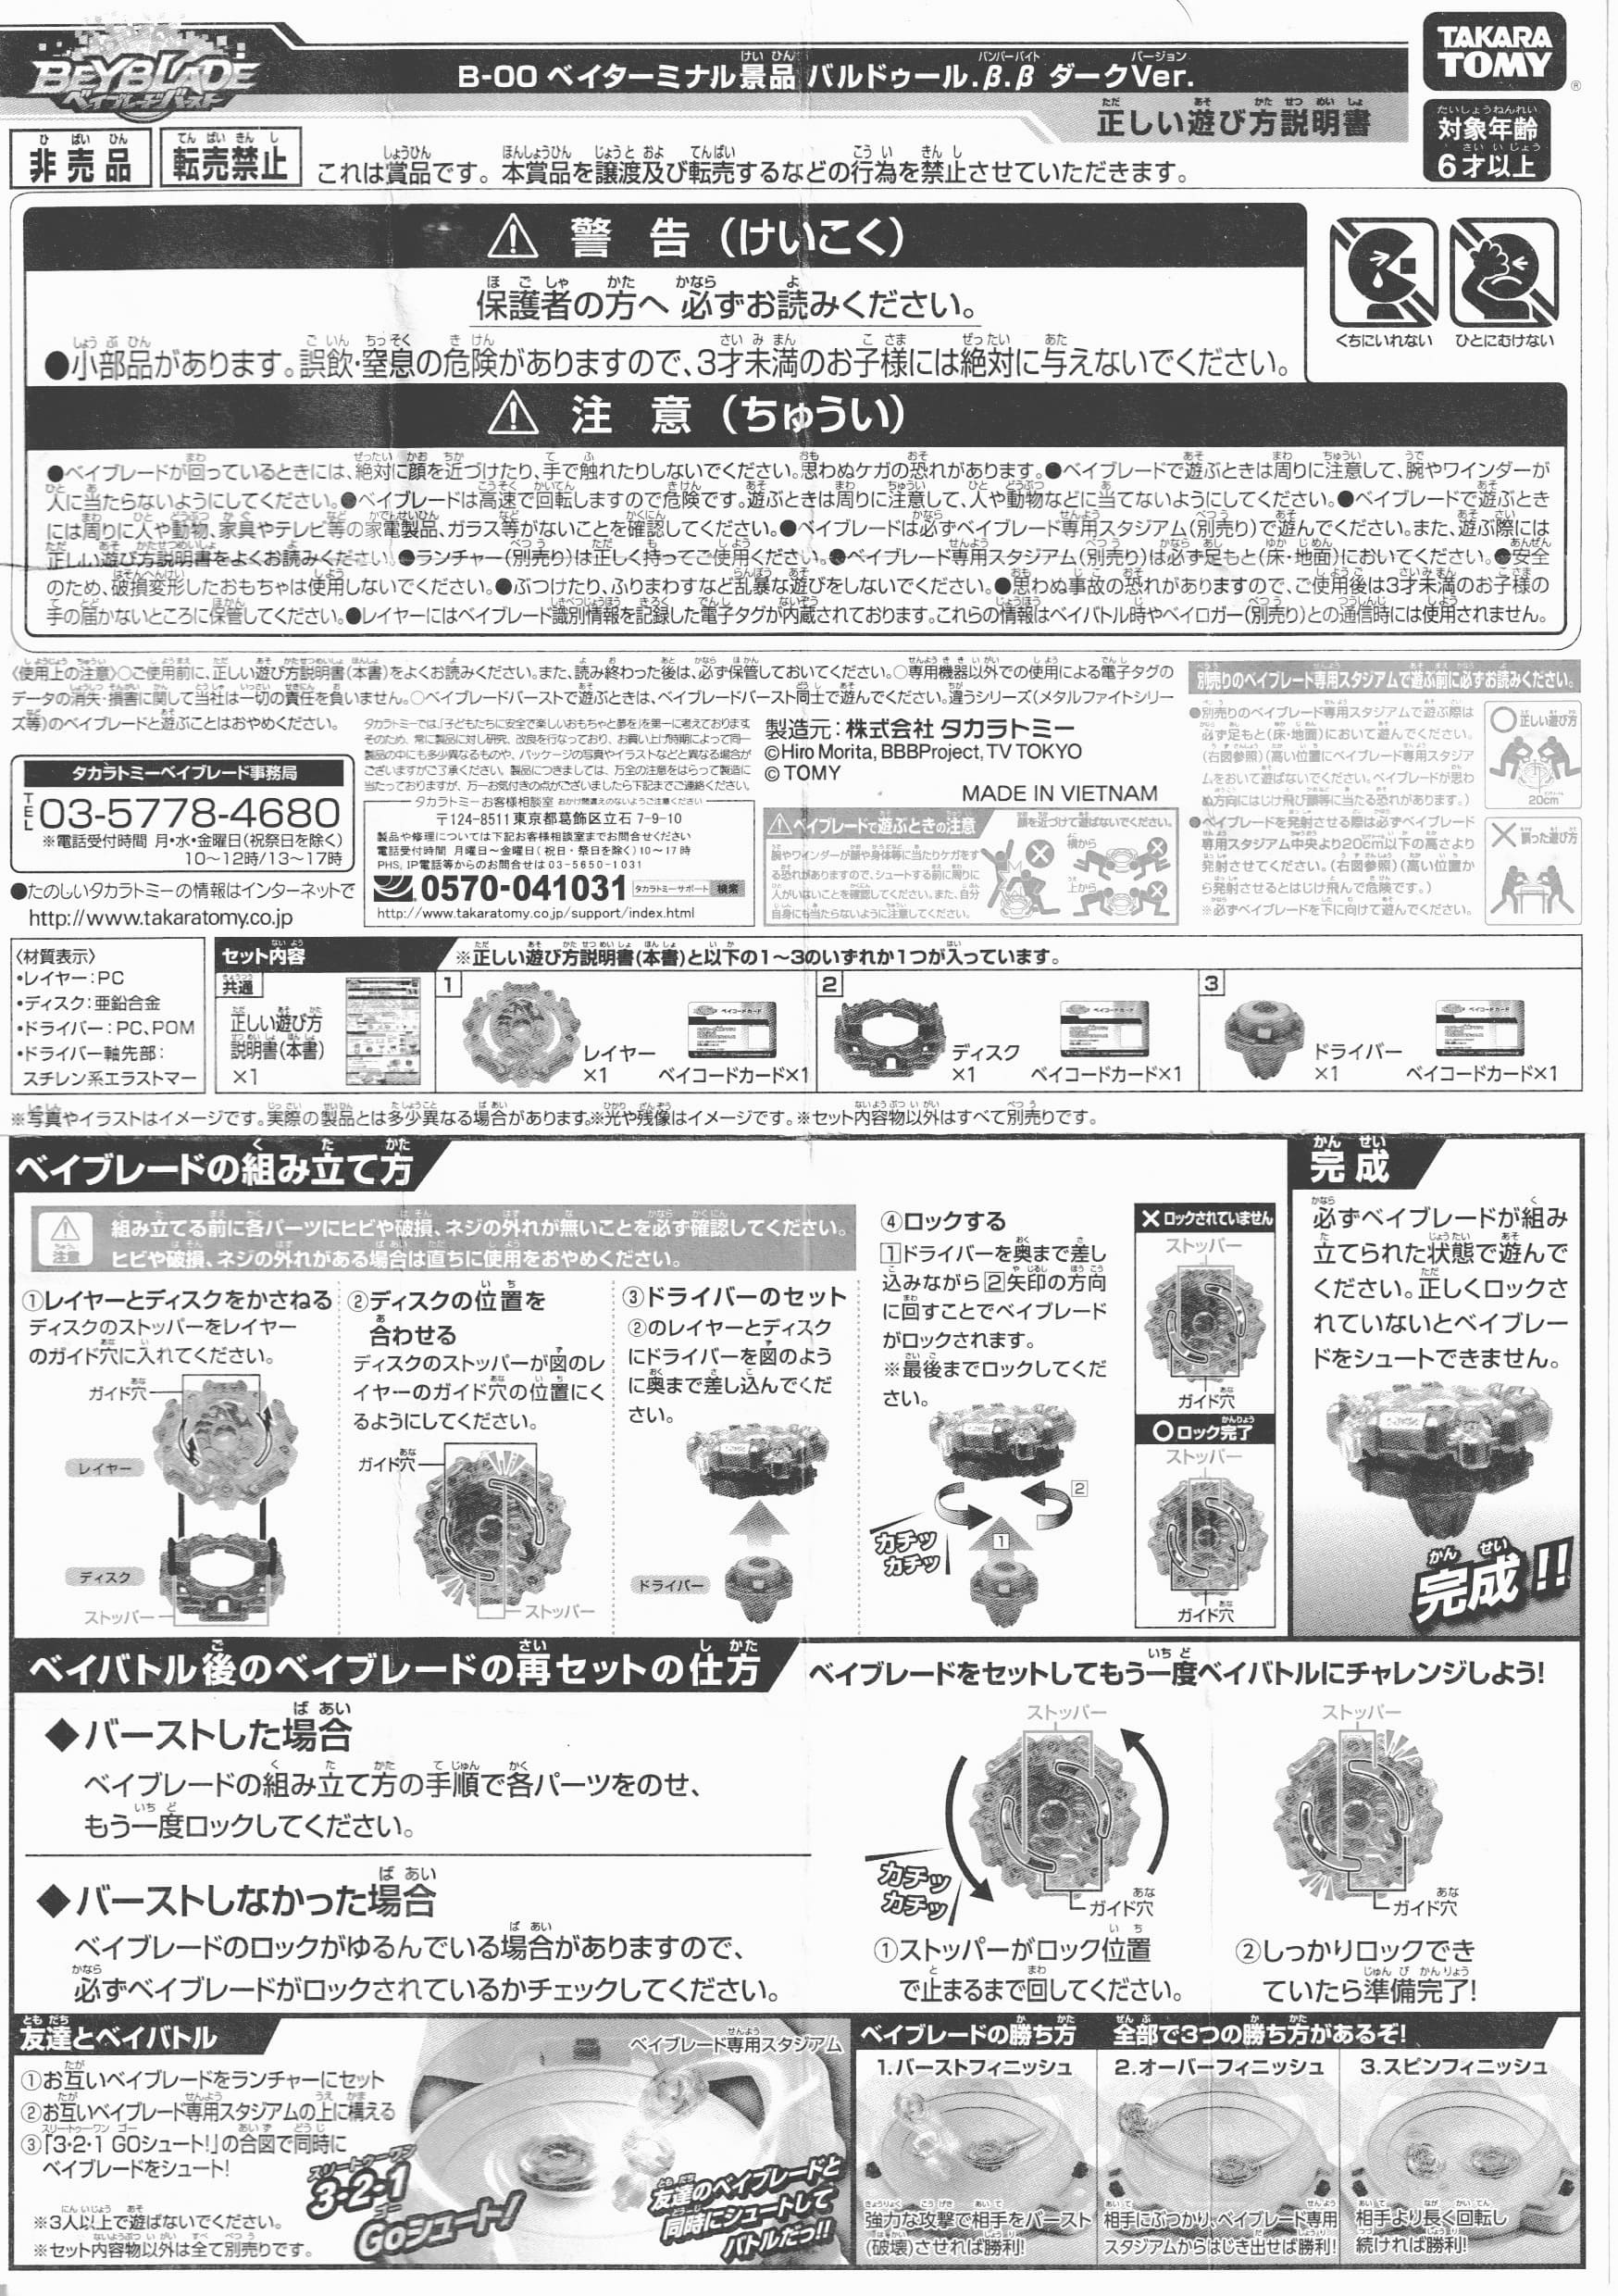 BEYBLADE
ベイブレードバースト
B-00 ベイターミナル景品 バルドゥール.β.β ダークVer.
正しい遊び方説明書
TAKARA
TOMY
対象年齢
6才以上
非売品
転売禁止
これは賞品です。本賞品を譲渡及び転売するなどの行為を禁止させていただきます。
⚠ 警 告 (けいこく)
保護者の方へ 必ずお読みください。
●小部品があります。誤飲・窒息の危険がありますので、3才未満のお子様には絶対に与えないでください。
くちにいれない ひとにむけない
⚠ 注 意 (ちゅうい)
●ベイブレードが回っているときには、絶対に顔を近づけたり、手で触れたりしないでください。思わぬケガの恐れがあります。●ベイブレードで遊ぶときは周りに注意して、腕やワインダーが
人に当たらないようにしてください。●ベイブレードは高速で回転しますので危険です。遊ぶときは周りに注意して、人や動物などに当てないようにしてください。●ベイブレードで遊ぶとき
には周りに人や動物、家具やテレビ等の家電製品、ガラス等がないことを確認してください。●ベイブレードは必ずベイブレード専用スタジアム(別売り)で遊んでください。また、遊ぶ際には
正しい遊び方説明書をよくお読みください。●ランチャー(別売り)は正しく持ってご使用ください。●ベイブレード専用スタジアム(別売り)は必ず足もと(床・地面)においてください。●安全
のため、破損変形したおもちゃは使用しないでください。●ぶつけたり、ふりまわすなど乱暴な遊びをしないでください。●思わぬ事故の恐れがありますので、ご使用後は3才未満のお子様の
手の届かないところに保管してください。●レイヤーにはベイブレード識別情報を記録した電子タグが内蔵されております。これらの情報はベイバトル時やベイロガー(別売り)との通信時には使用されません。
〈使用上の注意〉○ご使用前に、正しい遊び方説明書(本書)をよくお読みください。また、読み終わった後は、必ず保管しておいてください。○専用機器以外での使用による電子タグの
データの消失・損害に関して当社は一切の責任を負いません。○ベイブレードバーストで遊ぶときは、ベイブレードバースト同士で遊んでください。違うシリーズ(メタルファイトシリー
ズ等)のベイブレードと遊ぶことはおやめください。
タカラトミーでは、「子どもたちに安全で楽しいおもちゃと夢を」を第一に考えております
そのため、常に製品に対し研究、改良を行なっており、お買い上げ時期によって同一
製品の中にも多少異なるものや、パッケージの写真やイラストなどと異なる場合が
ございますがご了承ください。製品につきましては、万全の注意をはらって製造に
当たっておりますが、万一お気付きの点がございましたら下記までご連絡ください。
タカラトミーベイブレード事務局
TEL 03-5778-4680
※電話受付時間 月・水・金曜日(祝祭日を除く)
10〜12時/13〜17時
●たのしいタカラトミーの情報はインターネットで
http://www.takaratomy.co.jp
タカラトミーお客様相談室 おかけ間違えのないようご注意ください
〒124-8511 東京都葛飾区立石 7-9-10
製品や修理については下記お客様相談室までお問合せください
電話受付時間 月曜日〜金曜日(祝日・祭日を除く)10〜17時
PHS, IP電話等からのお問合せは 03-5650-1031
0570-041031 タカラトミーサポート 検索
http://www.takaratomy.co.jp/support/index.html
製造元:株式会社 タカラトミー
©Hiro Morita, BBBProject, TV TOKYO
© TOMY
MADE IN VIETNAM
⚠ベイブレードで遊ぶときの注意
腕やワインダーが顔や身体等に当たりケガをす
る恐れがありますので、シュートする前に周りに
人がいないことを確認してください。また、自分
自身にも当たらないように注意してください。
顔を近づけて遊ばないでください。
横から
上から
別売りのベイブレード専用スタジアムで遊ぶ前に必ずお読みください。
●別売りのベイブレード専用スタジアムで遊ぶ際は
必ず足もと(床・地面)において遊んでください。
(右図参照)(高い位置にベイブレード専用スタジア
ムをおいて遊ばないでください。ベイブレードが思わ
ぬ方向にはじけ飛び顔等に当たる恐れがあります。)
●ベイブレードを発射させる際は必ずベイブレード
専用スタジアム中央より20cm以下の高さより
発射させてください。(右図参照)(高い位置か
ら発射させるとはじけ飛んで危険です。)
※必ずベイブレードを下に向けて遊んでください。
○ 正しい遊び方
20cm
✕ 誤った遊び方
〈材質表示〉
•レイヤー:PC
•ディスク:亜鉛合金
•ドライバー:PC、POM
•ドライバー軸先部:
スチレン系エラストマー
セット内容
※正しい遊び方説明書(本書)と以下の1〜3のいずれか1つが入っています。
共通
正しい遊び方
説明書(本書)
×1
1
レイヤー
×1
ベイコードカード×1
2
ディスク
×1
ベイコードカード×1
3
ドライバー
×1
ベイコードカード×1
※写真やイラストはイメージです。実際の製品とは多少異なる場合があります。※光や残像はイメージです。※セット内容物以外はすべて別売りです。
ベイブレードの組み立て方
注意
組み立てる前に各パーツにヒビや破損、ネジの外れが無いことを必ず確認してください。
ヒビや破損、ネジの外れがある場合は直ちに使用をおやめください。
①レイヤーとディスクをかさねる
ディスクのストッパーをレイヤー
のガイド穴に入れてください。
ガイド穴
レイヤー
ディスク
ストッパー
②ディスクの位置を
合わせる
ディスクのストッパーが図のレ
イヤーのガイド穴の位置にく
るようにしてください。
ガイド穴
ストッパー
③ドライバーのセット
②のレイヤーとディスク
にドライバーを図のよう
に奥まで差し込んでくだ
さい。
ドライバー
④ロックする
1ドライバーを奥まで差し
込みながら2矢印の方向
に回すことでベイブレード
がロックされます。
※最後までロックしてくだ
さい。
カチッ
カチッ
1
2
✕ ロックされていません
ストッパー
ガイド穴
○ ロック完了
ストッパー
ガイド穴
完成
必ずベイブレードが組み
立てられた状態で遊んで
ください。正しくロックさ
れていないとベイブレー
ドをシュートできません。
完成!!
ベイバトル後のベイブレードの再セットの仕方
ベイブレードをセットしてもう一度ベイバトルにチャレンジしよう!
◆バーストした場合
ベイブレードの組み立て方の手順で各パーツをのせ、
もう一度ロックしてください。
◆バーストしなかった場合
ベイブレードのロックがゆるんでいる場合がありますので、
必ずベイブレードがロックされているかチェックしてください。
ストッパー
カチッ
カチッ
ガイド穴
①ストッパーがロック位置
で止まるまで回してください。
ストッパー
ガイド穴
②しっかりロックでき
ていたら準備完了!
友達とベイバトル
①お互いベイブレードをランチャーにセット
②お互いベイブレード専用スタジアムの上に構える
③「3・2・1 GOシュート!」の合図で同時に
ベイブレードをシュート!
※3人以上で遊ばないでください。
※セット内容物以外は全て別売りです。
ベイブレード専用スタジアム
3・2・1
GOシュート!
友達のベイブレードと
同時にシュートして
バトルだっ!!
ベイブレードの勝ち方 全部で3つの勝ち方があるぞ!
1.バーストフィニッシュ
強力な攻撃で相手をバースト
(破壊)させれば勝利!
2.オーバーフィニッシュ
相手にぶつかり、ベイブレード専用
スタジアムからはじき出せば勝利!
3.スピンフィニッシュ
相手より長く回転し
続ければ勝利!